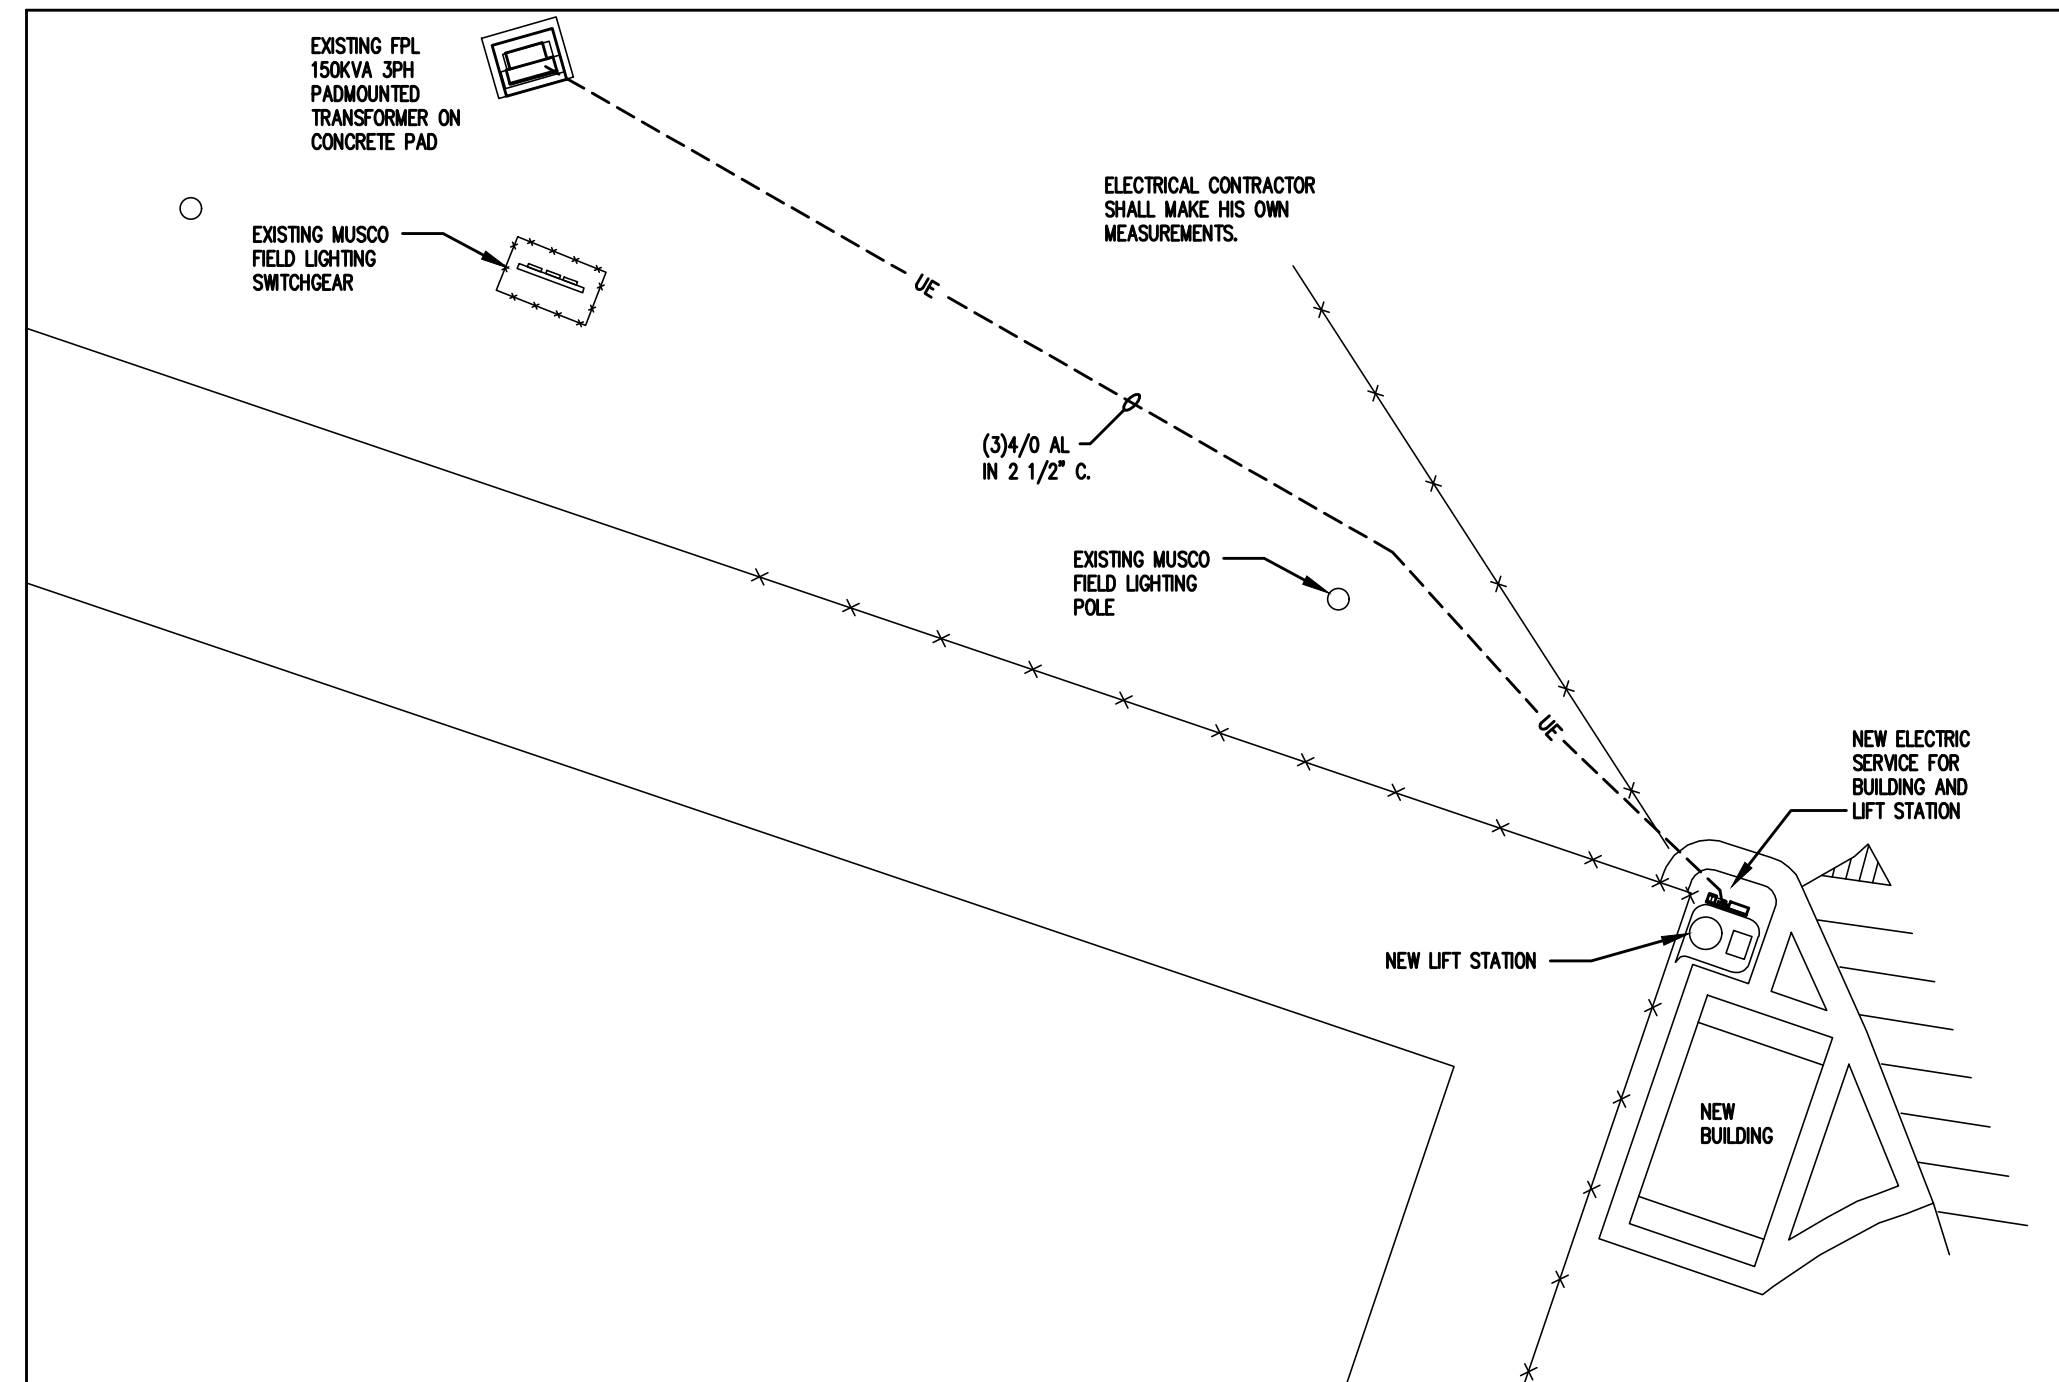 EXISTING FPL
150KVA 3PH
PADMOUNTED
TRANSFORMER ON
CONCRETE PAD
ELECTRICAL CONTRACTOR
SHALL MAKE HIS OWN
MEASUREMENTS.
EXISTING MUSCO
FIELD LIGHTING
SWITCHGEAR
UE
(3)4/0 AL
IN 2 1/2" C.
EXISTING MUSCO
FIELD LIGHTING
POLE
UE
NEW ELECTRIC
SERVICE FOR
BUILDING AND
LIFT STATION
NEW LIFT STATION
NEW
BUILDING